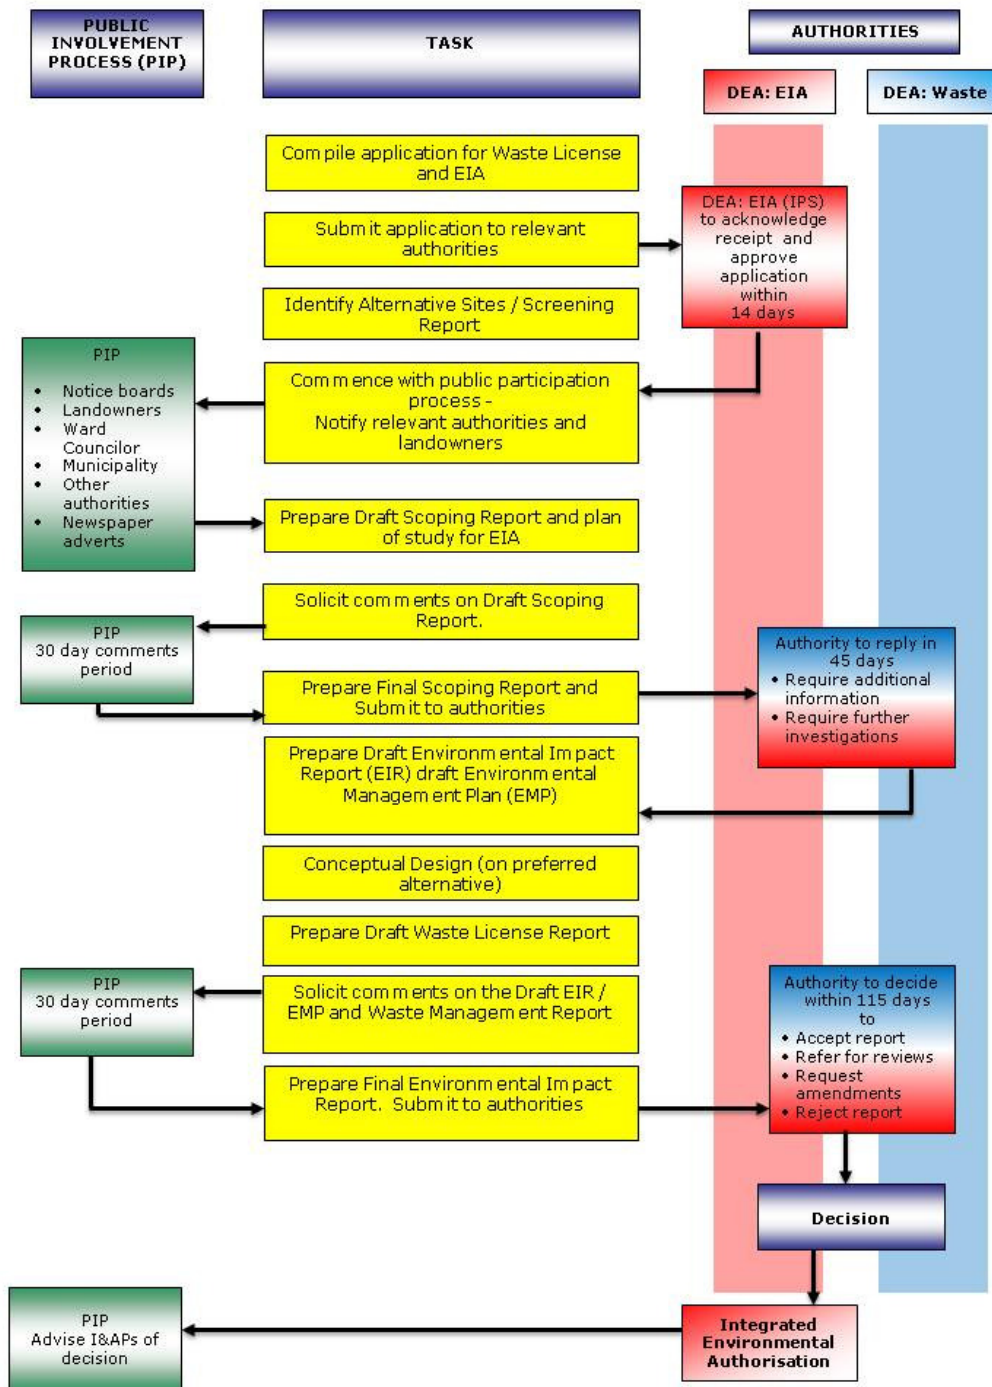 PUBLIC
INVOLVEMENT
PROCESS (PIP)
TASK
AUTHORITIES
DEA: EIA
DEA: Waste
Compile application for Waste License
and EIA
Submit application to relevant
authorities
DEA: EIA (IPS)
to acknowledge
receipt and
approve
application
within
14 days
Identify Alternative Sites / Screening
Report
PIP
• Notice boards
• Landowners
• Ward
Councilor
• Municipality
• Other
authorities
• Newspaper
adverts
Commence with public participation
process -
Notify relevant authorities and
landowners
Prepare Draft Scoping Report and plan
of study for EIA
Solicit comments on Draft Scoping
Report.
PIP
30 day comments
period
Authority to reply in
45 days
• Require additional
information
• Require further
investigations
Prepare Final Scoping Report and
Submit to authorities
Prepare Draft Environmental Impact
Report (EIR) draft Environmental
Management Plan (EMP)
Conceptual Design (on preferred
alternative)
Prepare Draft Waste License Report
PIP
30 day comments
period
Solicit comments on the Draft EIR /
EMP and Waste Management Report
Authority to decide
within 115 days
to
• Accept report
• Refer for reviews
• Request
amendments
• Reject report
Prepare Final Environmental Impact
Report. Submit to authorities
Decision
PIP
Advise I&APs of
decision
Integrated
Environmental
Authorisation